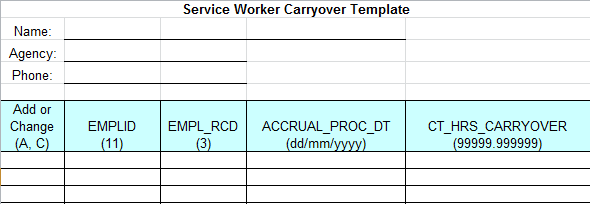 Service Worker Carryover Template
Name:
Agency:
Phone:
Add or
Change
(A, C)
EMPLID
(11)
EMPL_RCD
(3)
ACCRUAL_PROC_DT
(dd/mm/yyyy)
CT_HRS_CARRYOVER
(99999.999999)